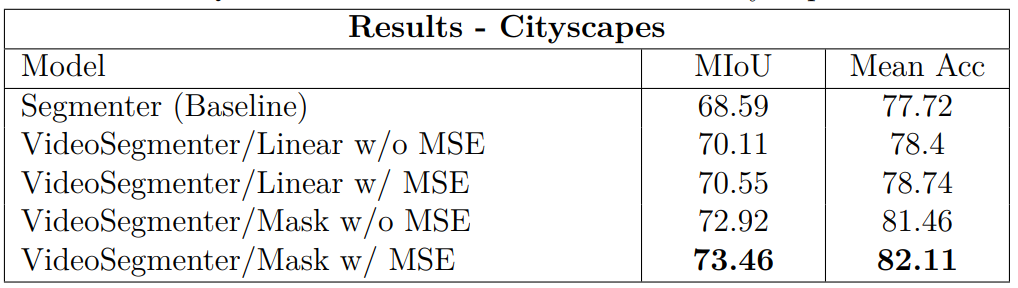 Results - Cityscapes
Model MIoU Mean Acc
Segmenter (Baseline) 68.59 77.72
VideoSegmenter/Linear w/o MSE 70.11 78.4
VideoSegmenter/Linear w/ MSE 70.55 78.74
VideoSegmenter/Mask w/o MSE 72.92 81.46
VideoSegmenter/Mask w/ MSE 73.46 82.11